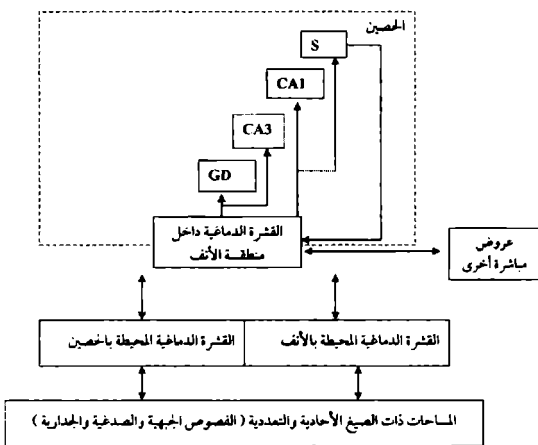 الحصين
S
CA1
CA3
GD
القشرة الدماغية داخل
منطقة الأنف
عروض
مباشرة أخرى
القشرة الدماغية المحيطة بالأنف
القشرة الدماغية المحيطة بالحصين
المساحات ذات الصيغ الأحادية والتعددية ( الفصوص الجبهية والصدغية والجدارية )